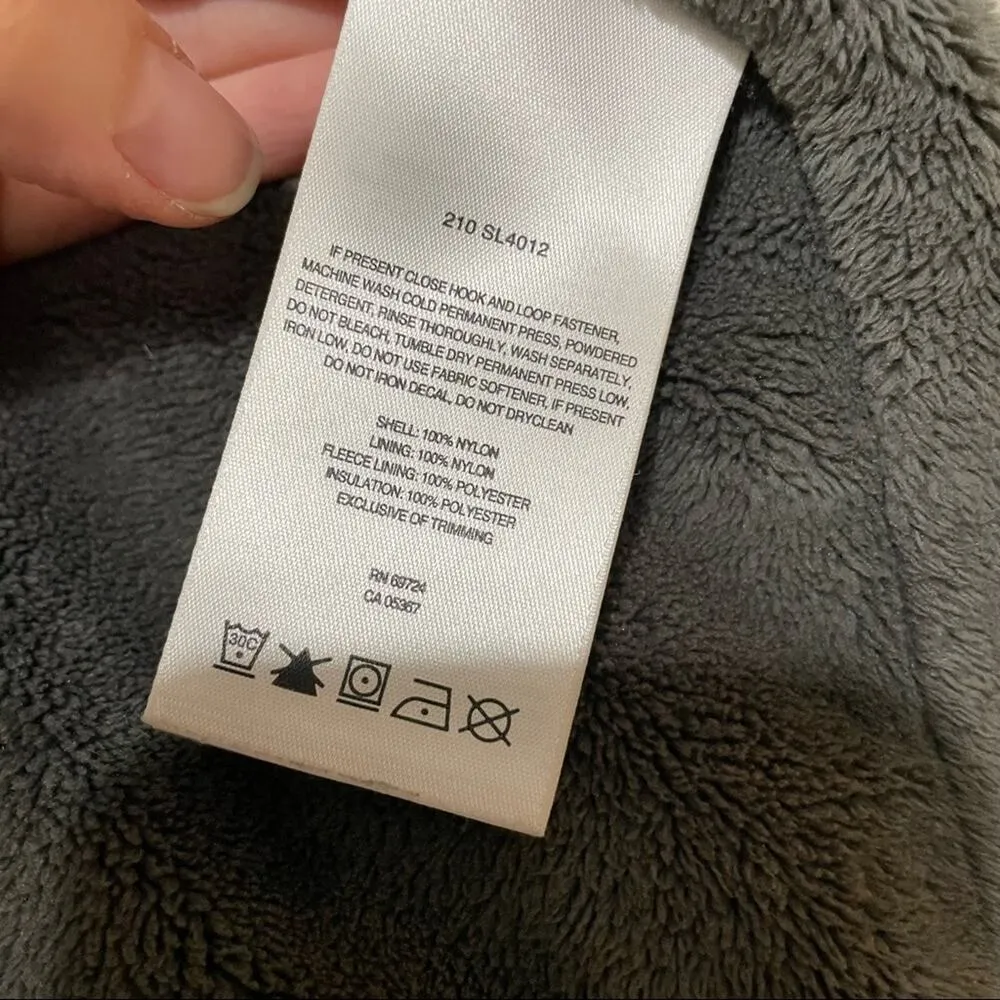 210 SL4012
IF PRESENT CLOSE HOOK AND LOOP FASTENER,
MACHINE WASH COLD PERMANENT PRESS, POWDERED
DETERGENT, RINSE THOROUGHLY, WASH SEPARATELY,
DO NOT BLEACH, TUMBLE DRY PERMANENT PRESS LOW,
IRON LOW, DO NOT USE FABRIC SOFTENER, IF PRESENT
DO NOT IRON DECAL, DO NOT DRYCLEAN
SHELL: 100% NYLON
LINING: 100% NYLON
FLEECE LINING: 100% POLYESTER
INSULATION: 100% POLYESTER
EXCLUSIVE OF TRIMMING
RN 69724
CA 05367
30C